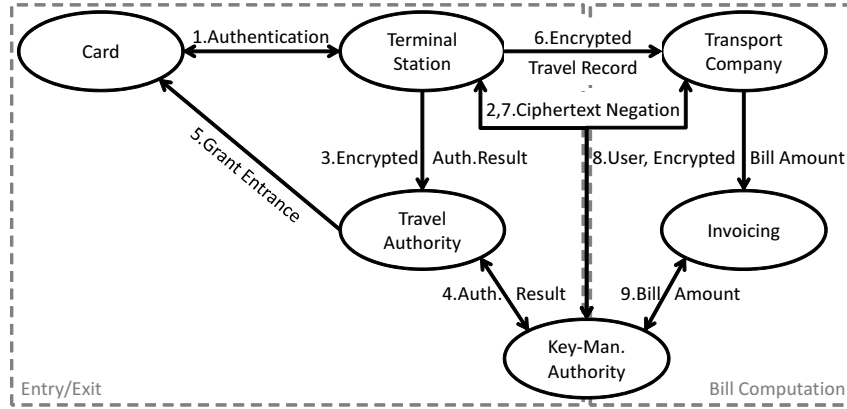 Card
1.Authentication
Terminal
Station
6.Encrypted
Travel Record
Transport
Company
2,7.Ciphertext Negation
5.Grant Entrance
3.Encrypted Auth.Result
8.User, Encrypted Bill Amount
Travel
Authority
Invoicing
4.Auth. Result
9.Bill Amount
Key-Man.
Authority
Entry/Exit
Bill Computation